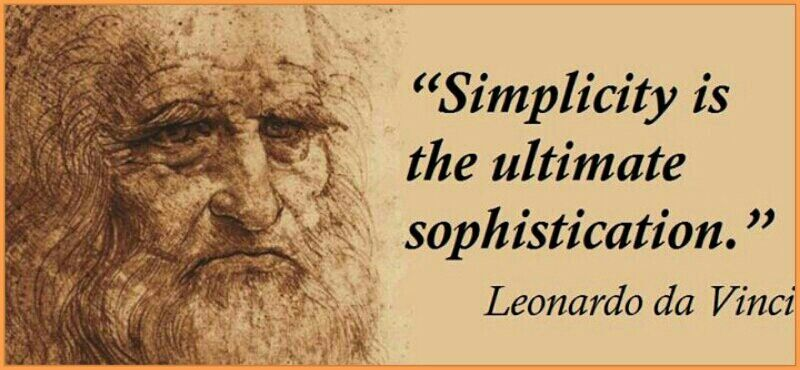 “Simplicity is
the ultimate
sophistication.”
Leonardo da Vinci